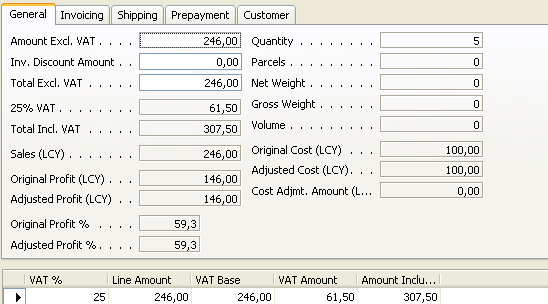 General Invoicing Shipping Prepayment Customer
Amount Excl. VAT . . . . 246,00
Inv. Discount Amount . . 0,00
Total Excl. VAT . . . . . 246,00
25% VAT . . . . . . . . . 61,50
Total Incl. VAT . . . . . 307,50
Sales (LCY) . . . . . . . 246,00
Original Profit (LCY) . . . 146,00
Adjusted Profit (LCY) . . 146,00
Original Profit % . . . . 59,3
Adjusted Profit % . . . . 59,3
Quantity . . . . . . . . . . 5
Parcels . . . . . . . . . . 0
Net Weight . . . . . . . . 0
Gross Weight . . . . . . . 0
Volume . . . . . . . . . . 0
Original Cost (LCY) . . . . 100,00
Adjusted Cost (LCY) . . . . 100,00
Cost Adjmt. Amount (L... 0,00
VAT % Line Amount VAT Base VAT Amount Amount Inclu...
25 246,00 246,00 61,50 307,50